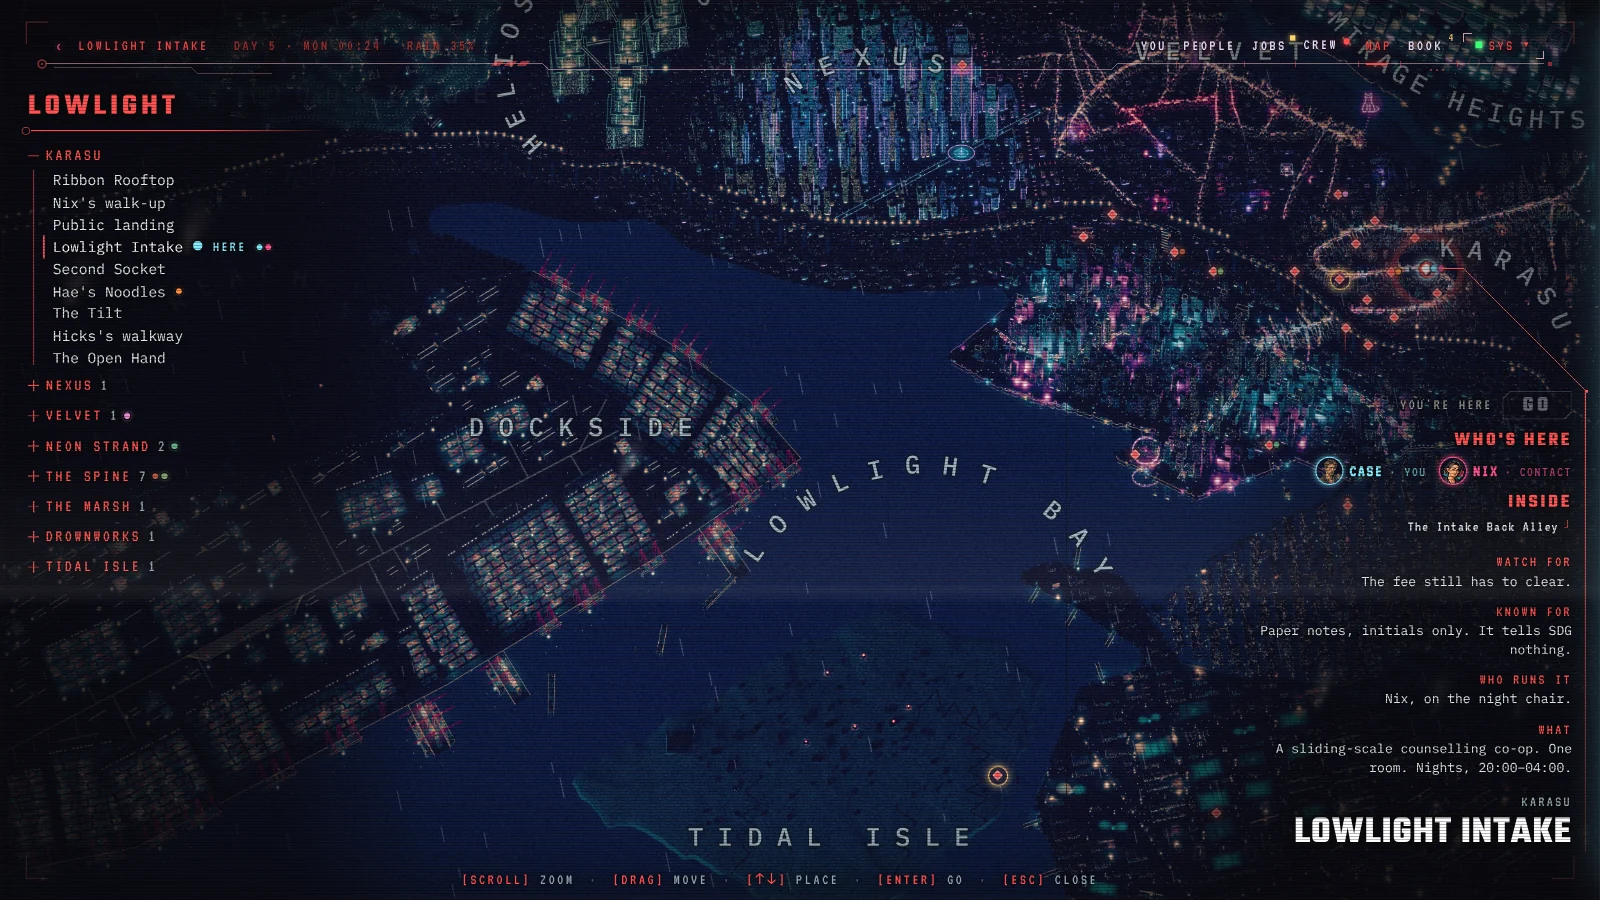 ‹ LOWLIGHT INTAKE DAY 5 · MON 00:24 RAIN 35%
YOU PEOPLE JOBS CREW MAP BOOK 4 SYS
LOWLIGHT
— KARASU
Ribbon Rooftop
Nix's walk-up
Public landing
Lowlight Intake HERE
Second Socket
Hae's Noodles
The Tilt
Hicks's walkway
The Open Hand
+ NEXUS 1
+ VELVET 1
+ NEON STRAND 2
+ THE SPINE 7
+ THE MARSH 1
+ DROWNWORKS 1
+ TIDAL ISLE 1
NEXUS
VELVET
HEIGHTS
KARASU
DOCKSIDE
LOWLIGHT BAY
TIDAL ISLE
YOU'RE HERE GO
WHO'S HERE
CASE · YOU NIX · CONTACT
INSIDE
The Intake Back Alley
WATCH FOR
The fee still has to clear.
KNOWN FOR
Paper notes, initials only. It tells SDG
nothing.
WHO RUNS IT
Nix, on the night chair.
WHAT
A sliding-scale counselling co-op. One
room. Nights, 20:00–04:00.
KARASU
LOWLIGHT INTAKE
[SCROLL] ZOOM · [DRAG] MOVE · [↑↓] PLACE · [ENTER] GO · [ESC] CLOSE